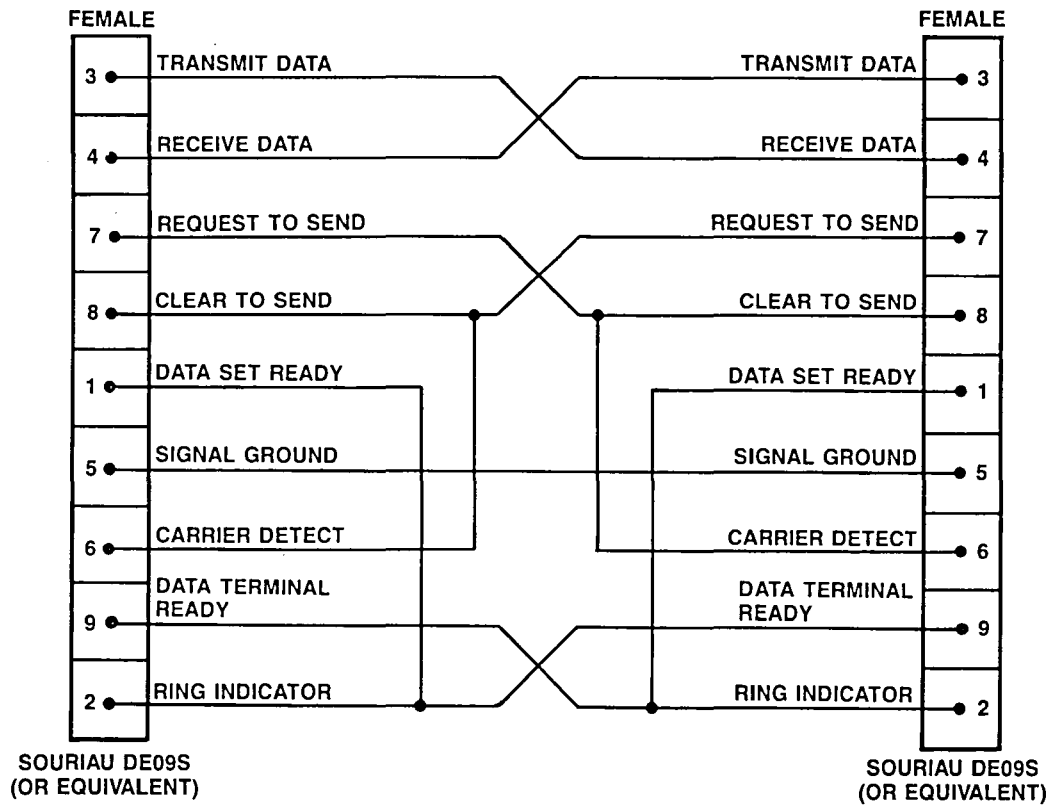 FEMALE
FEMALE
3 TRANSMIT DATA
TRANSMIT DATA 3
4 RECEIVE DATA
RECEIVE DATA 4
7 REQUEST TO SEND
REQUEST TO SEND 7
8 CLEAR TO SEND
CLEAR TO SEND 8
1 DATA SET READY
DATA SET READY 1
5 SIGNAL GROUND
SIGNAL GROUND 5
6 CARRIER DETECT
CARRIER DETECT 6
DATA TERMINAL
9 READY
DATA TERMINAL
READY 9
2 RING INDICATOR
RING INDICATOR 2
SOURIAU DE09S
(OR EQUIVALENT)
SOURIAU DE09S
(OR EQUIVALENT)